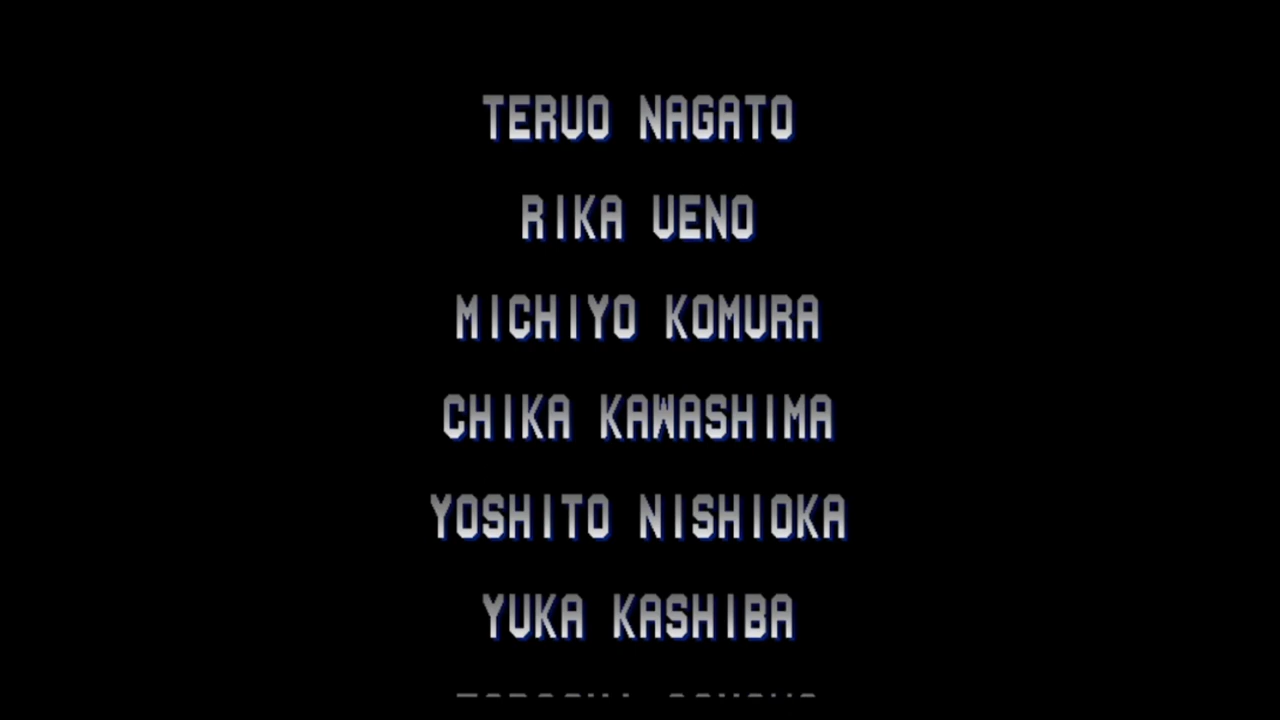 TERUO NAGATO
RIKA UENO
MICHIYO KOMURA
CHIKA KAWASHIMA
YOSHITO NISHIOKA
YUKA KASHIBA